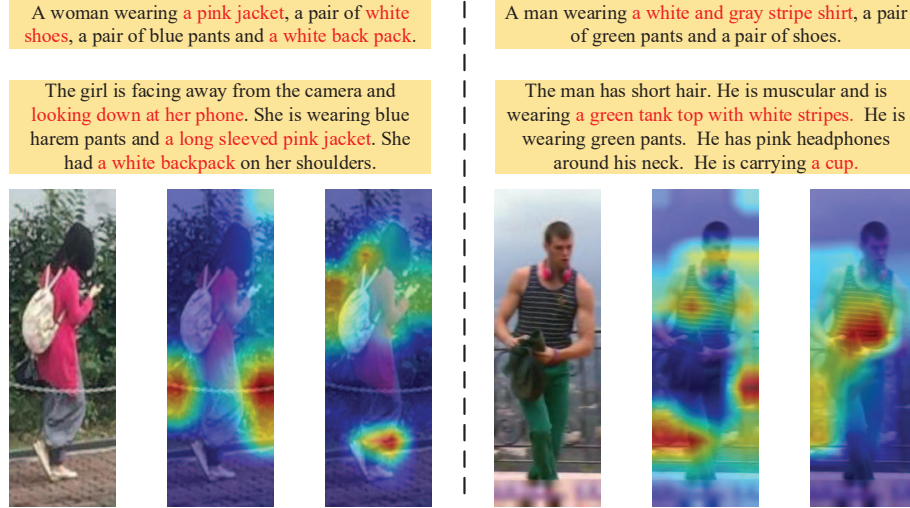 A woman wearing a pink jacket, a pair of white
shoes, a pair of blue pants and a white back pack.
The girl is facing away from the camera and
looking down at her phone. She is wearing blue
harem pants and a long sleeved pink jacket. She
had a white backpack on her shoulders.
A man wearing a white and gray stripe shirt, a pair
of green pants and a pair of shoes.
The man has short hair. He is muscular and is
wearing a green tank top with white stripes. He is
wearing green pants. He has pink headphones
around his neck. He is carrying a cup.